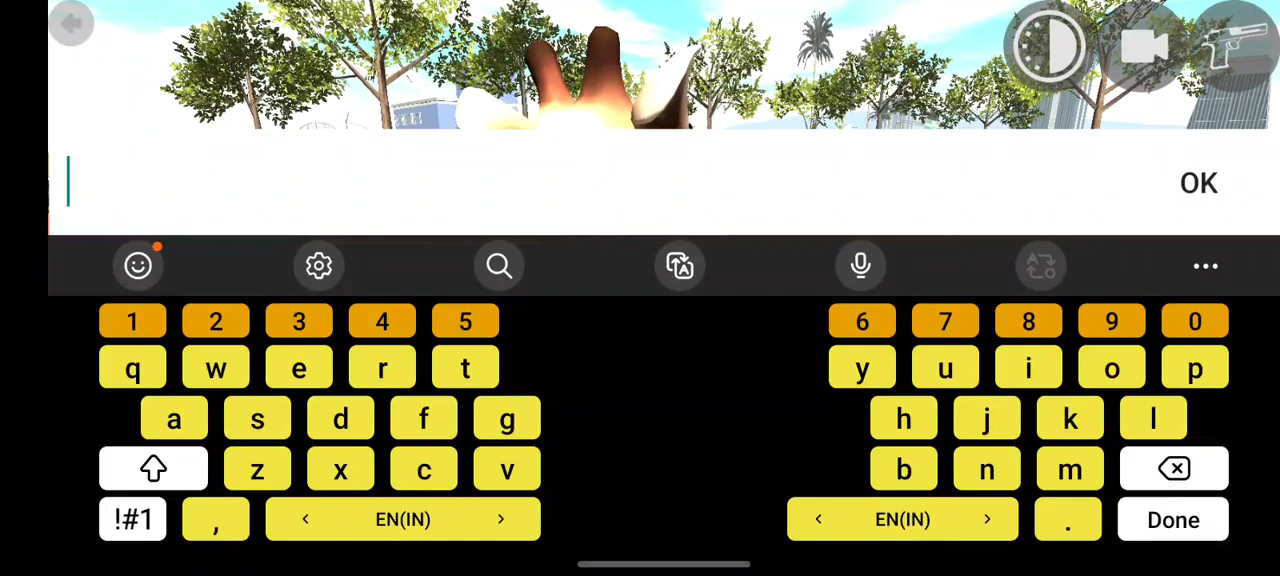 OK
1 2 3 4 5 6 7 8 9 0
q w e r t y u i o p
a s d f g h j k l
z x c v b n m
!#1 , < EN(IN) > < EN(IN) > . Done